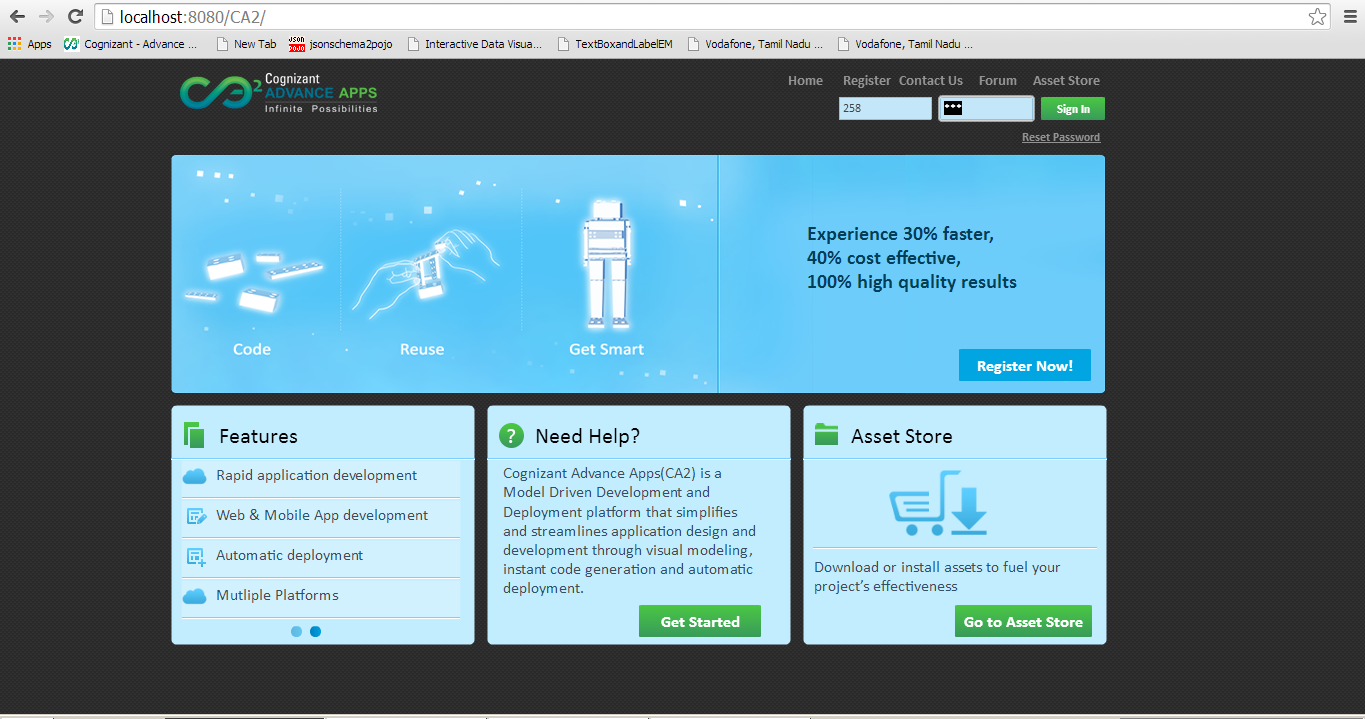 localhost:8080/CA2/
Apps Cognizant - Advance ... New Tab JSON POJO jsonschema2pojo Interactive Data Visua... TextBoxandLabelEM Vodafone, Tamil Nadu ... Vodafone, Tamil Nadu ...
2 Cognizant
ADVANCE APPS
Infinite Possibilities
Home Register Contact Us Forum Asset Store
258 *** Sign In
Reset Password
Code Reuse Get Smart
Experience 30% faster,
40% cost effective,
100% high quality results
Register Now!
Features
Rapid application development
Web & Mobile App development
Automatic deployment
Mutliple Platforms
? Need Help?
Cognizant Advance Apps(CA2) is a
Model Driven Development and
Deployment platform that simplifies
and streamlines application design and
development through visual modeling,
instant code generation and automatic
deployment.
Get Started
Asset Store
Download or install assets to fuel your
project’s effectiveness
Go to Asset Store